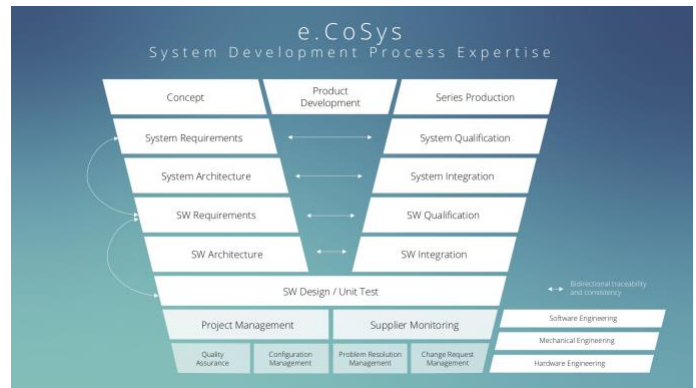 e.CoSys
System Development Process Expertise
Concept
Product
Development
Series Production
System Requirements
System Qualification
System Architecture
System Integration
SW Requirements
SW Qualification
SW Architecture
SW Integration
SW Design / Unit Test
Bidirectional traceability
and consistency
Project Management
Supplier Monitoring
Software Engineering
Mechanical Engineering
Hardware Engineering
Quality
Assurance
Configuration
Management
Problem Resolution
Management
Change Request
Management